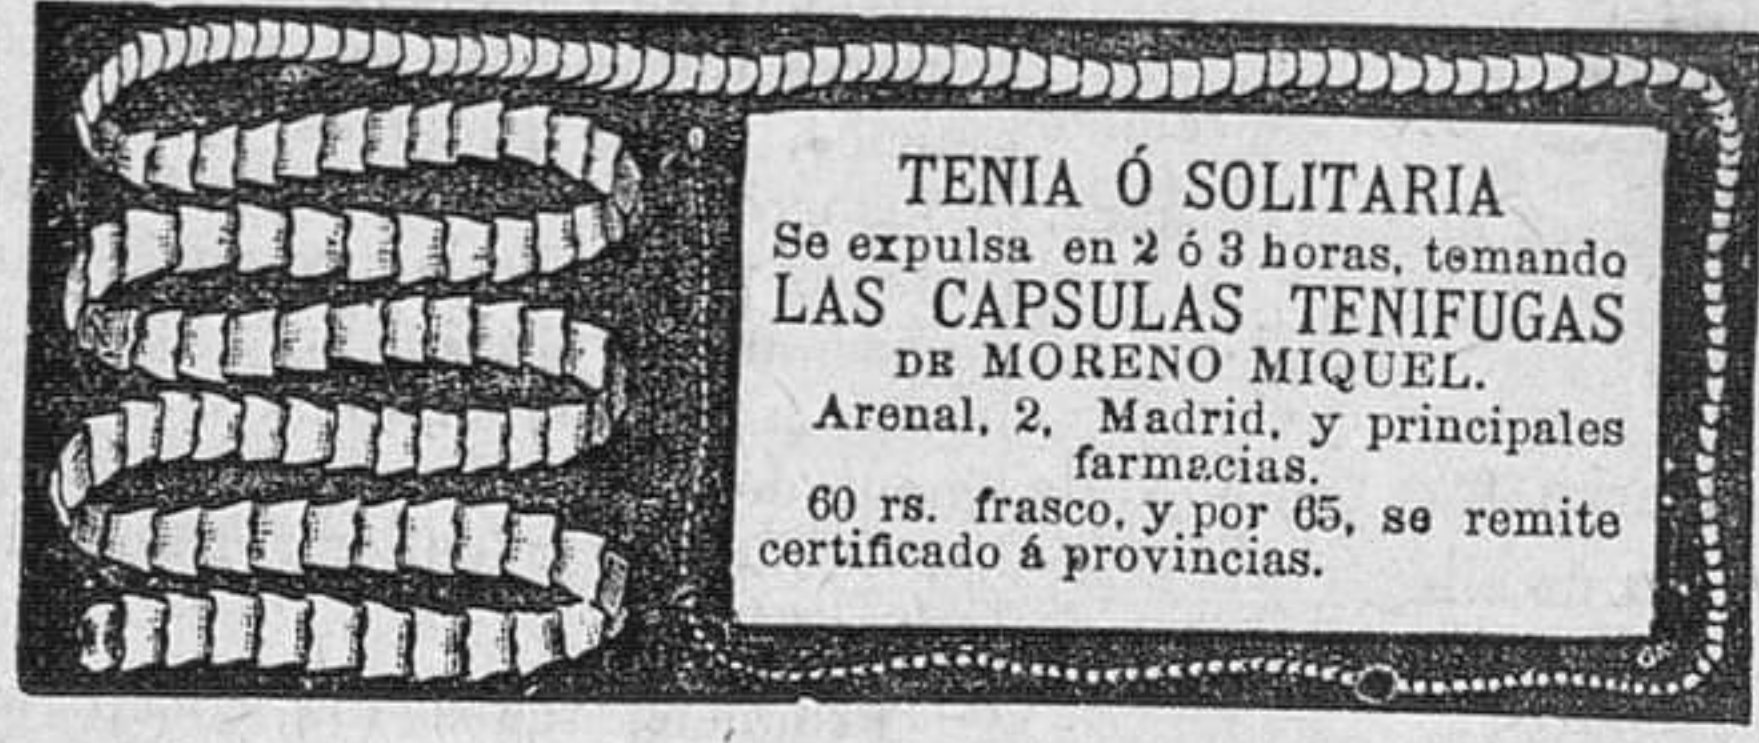 TENIA Ó SOLITARIA
Se expulsa en 2 ó 3 horas, tomando
LAS CAPSULAS TENIFUGAS
DE MORENO MIQUEL.
Arenal, 2, Madrid, y principales
farmacias.
60 rs. frasco, y por 65, se remite
certificado á provincias.